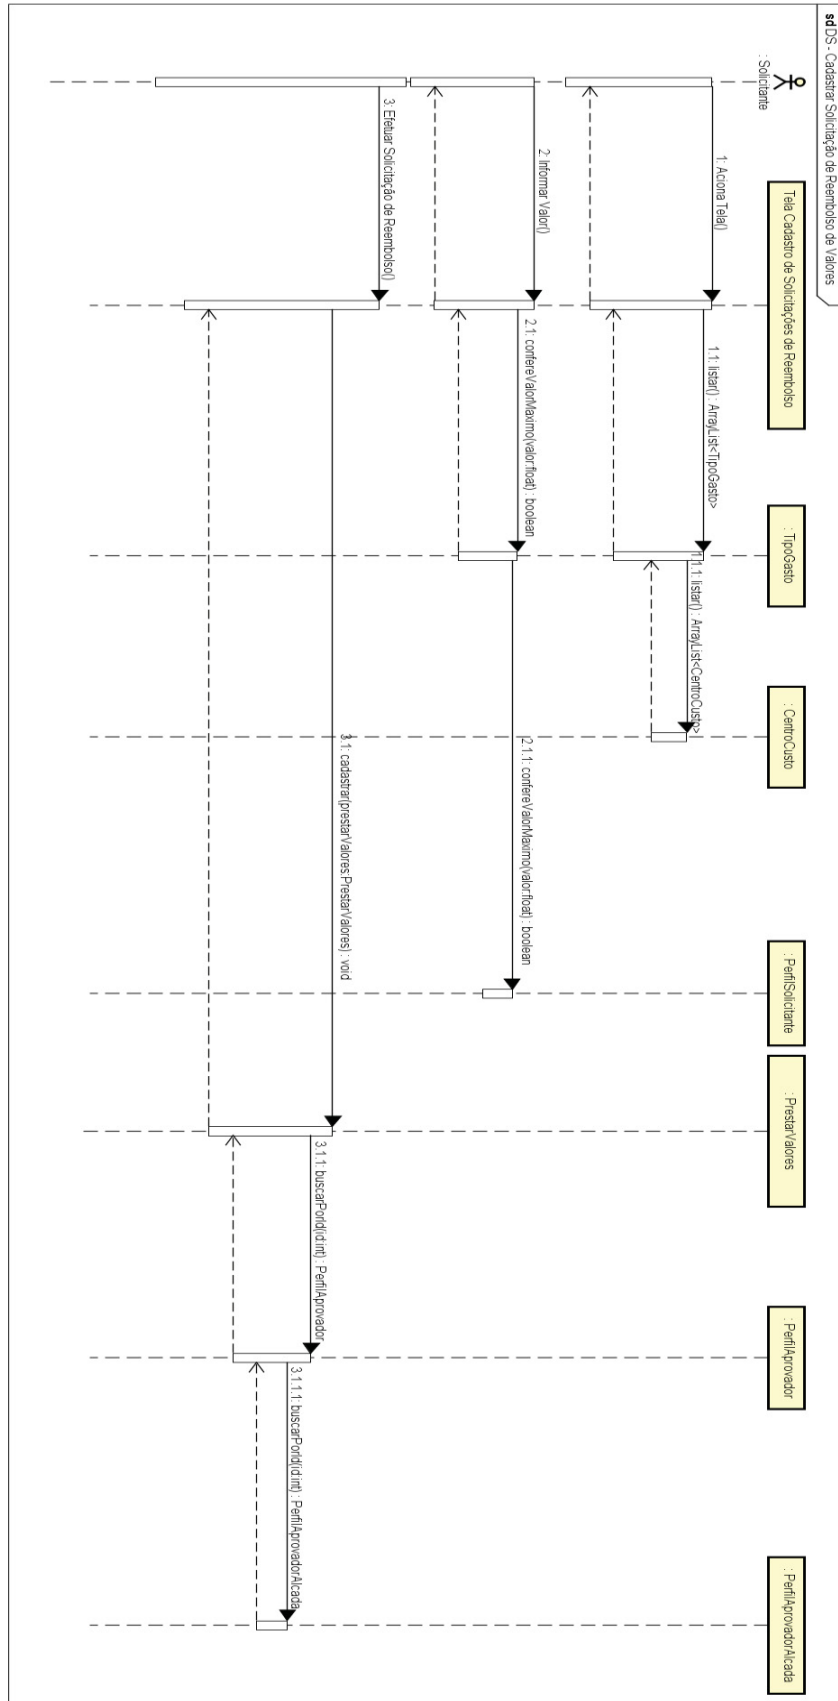 sd DS - Cadastrar Solicitação de Reembolso de Valores
: Solicitante
Tela Cadastro de Solicitações de Reembolso
: TipoGasto
: CentroCusto
: PerfilSolicitante
: PrestarValores
: PerfilAprovador
: PerfilAprovadorAlcada
1: Aciona Tela()
1.1: listar() : ArrayList<TipoGasto>
1.1.1: listar() : ArrayList<CentroCusto>
2: Informar Valor()
2.1: confereValorMaximo(valor:float) : boolean
2.1.1: confereValorMaximo(valor:float) : boolean
3: Efetuar Solicitação de Reembolso()
3.1: cadastrar(prestarValores:PrestarValores) : void
3.1.1: buscarPorId(id:int) : PerfilAprovador
3.1.1.1: buscarPorId(id:int) : PerfilAprovadorAlcada